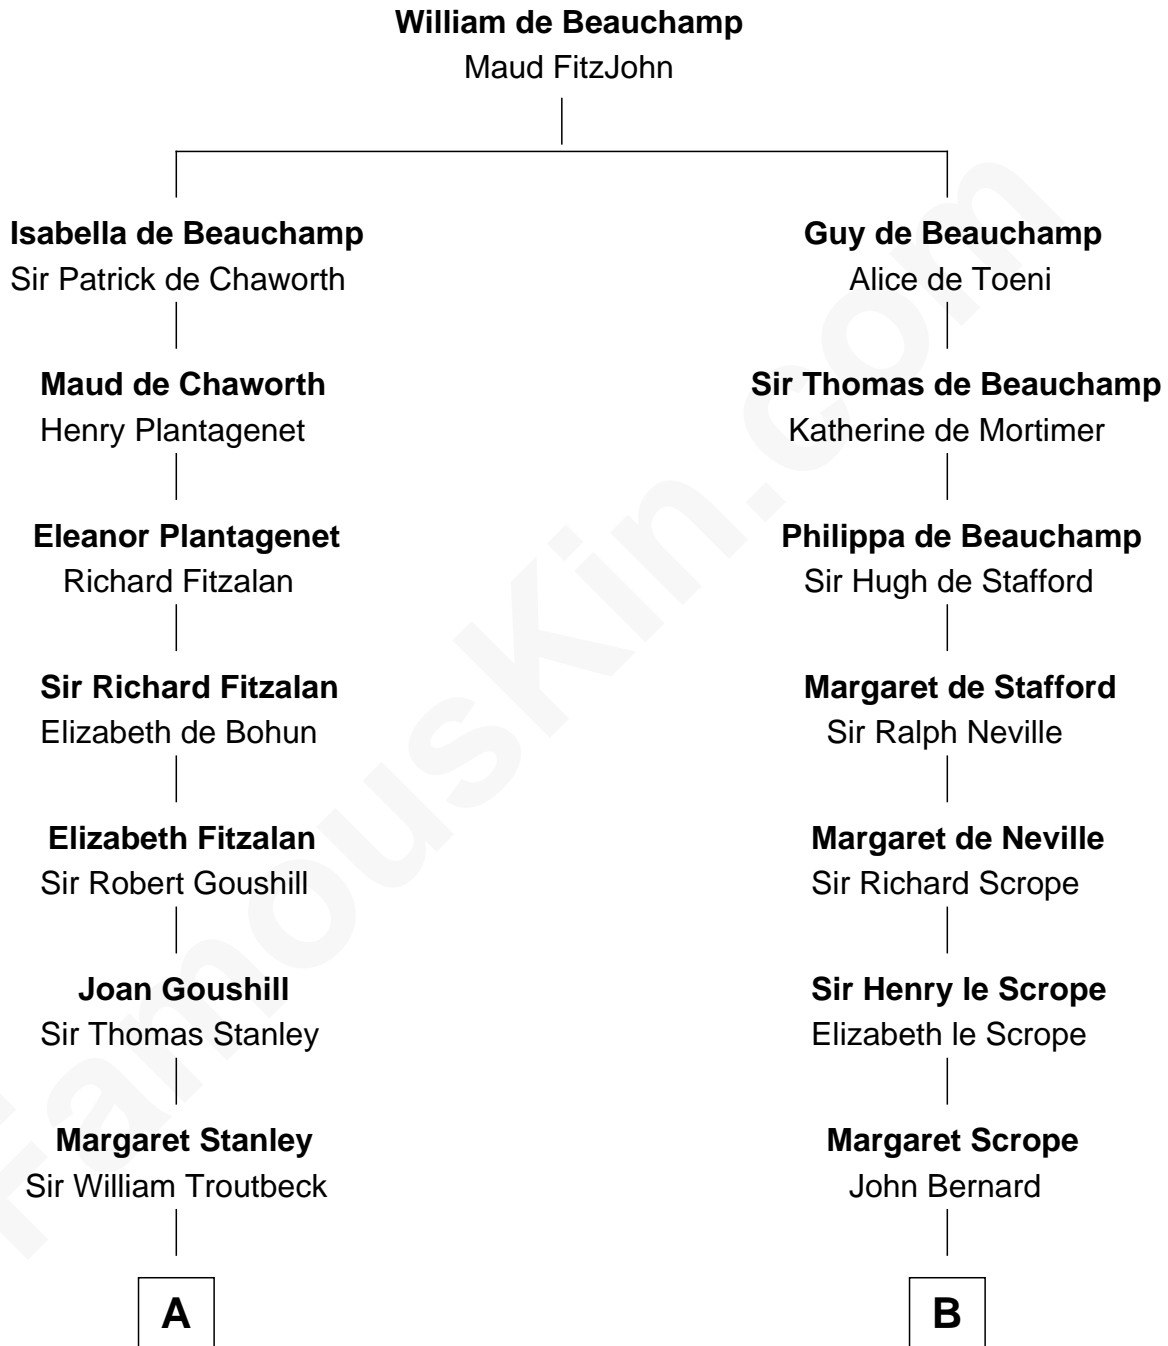 William de Beauchamp
Maud FitzJohn
Isabella de Beauchamp
Sir Patrick de Chaworth
Guy de Beauchamp
Alice de Toeni
Maud de Chaworth
Henry Plantagenet
Sir Thomas de Beauchamp
Katherine de Mortimer
Eleanor Plantagenet
Richard Fitzalan
Philippa de Beauchamp
Sir Hugh de Stafford
Sir Richard Fitzalan
Elizabeth de Bohun
Margaret de Stafford
Sir Ralph Neville
Elizabeth Fitzalan
Sir Robert Goushill
Margaret de Neville
Sir Richard Scrope
Joan Goushill
Sir Thomas Stanley
Sir Henry le Scrope
Elizabeth le Scrope
Margaret Stanley
Sir William Troutbeck
Margaret Scrope
John Bernard
A
B
FamousKin.com